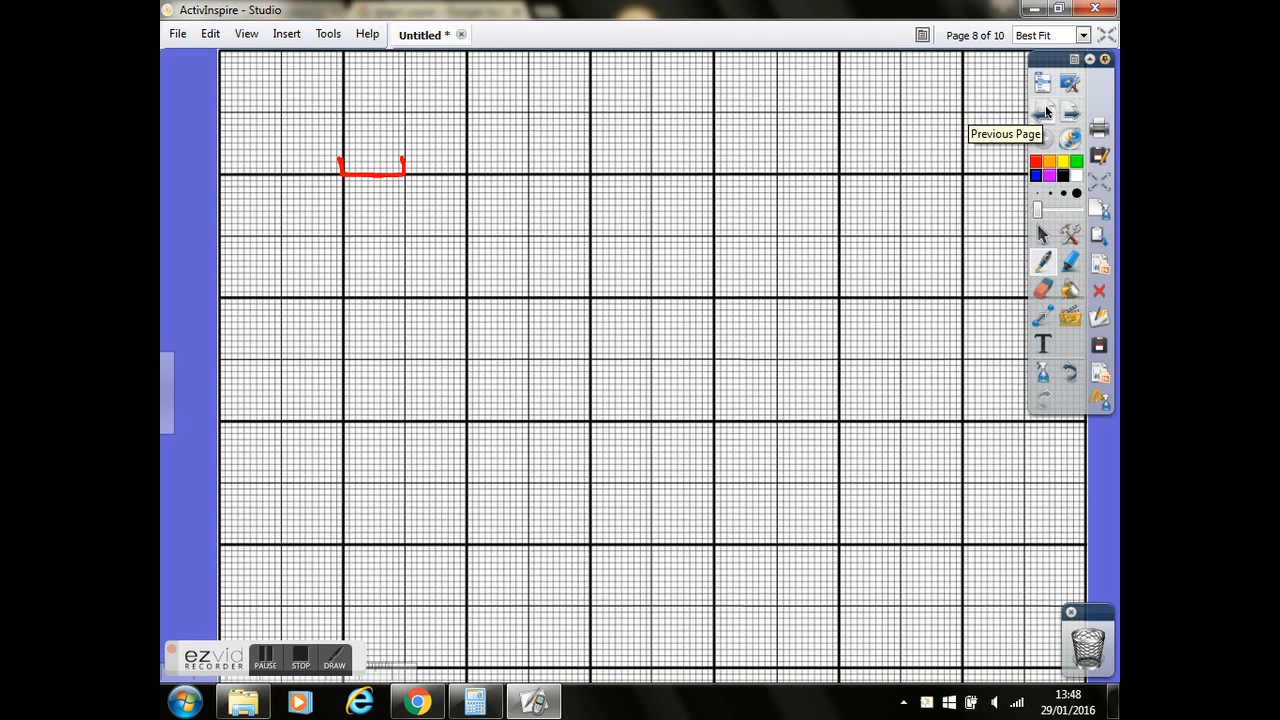 ActivInspire - Studio
File Edit View Insert Tools Help Untitled * Page 8 of 10 Best Fit
Previous Page
T
ezvid
RECORDER
PAUSE STOP DRAW
13:48
29/01/2016